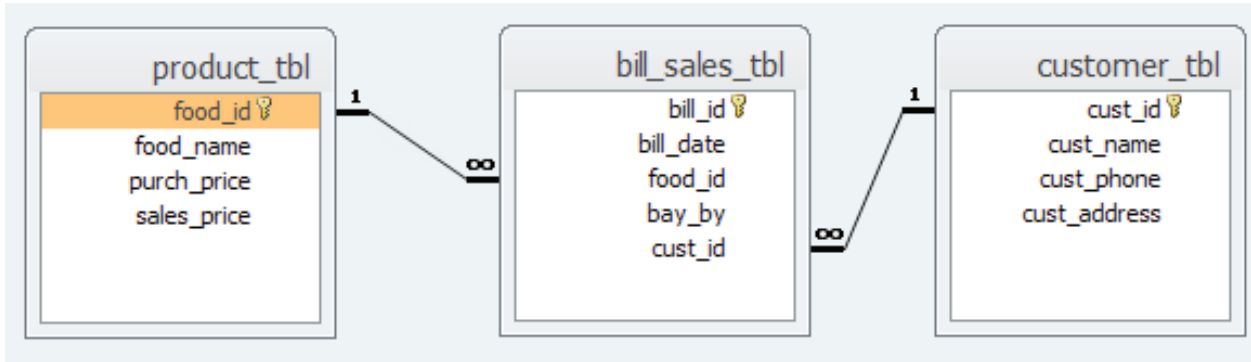 product_tbl
food_id
food_name
purch_price
sales_price
1
∞
bill_sales_tbl
bill_id
bill_date
food_id
bay_by
cust_id
1
∞
customer_tbl
cust_id
cust_name
cust_phone
cust_address